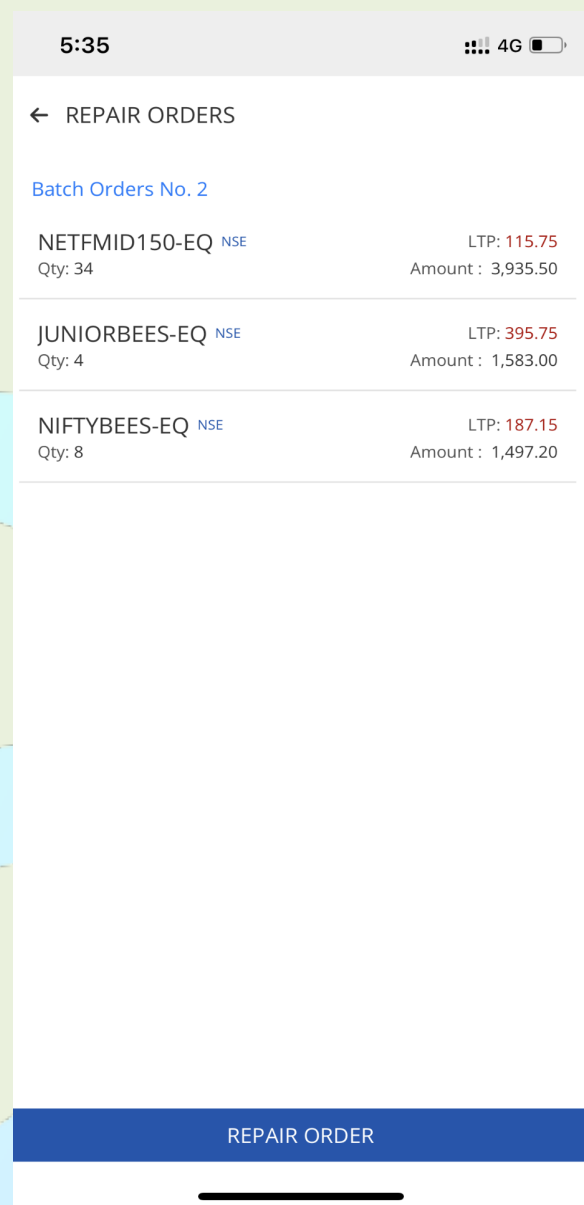 5:35 4G
← REPAIR ORDERS
Batch Orders No. 2
NETFMID150-EQ NSE LTP: 115.75
Qty: 34 Amount : 3,935.50
JUNIORBEES-EQ NSE LTP: 395.75
Qty: 4 Amount : 1,583.00
NIFTYBEES-EQ NSE LTP: 187.15
Qty: 8 Amount : 1,497.20
REPAIR ORDER